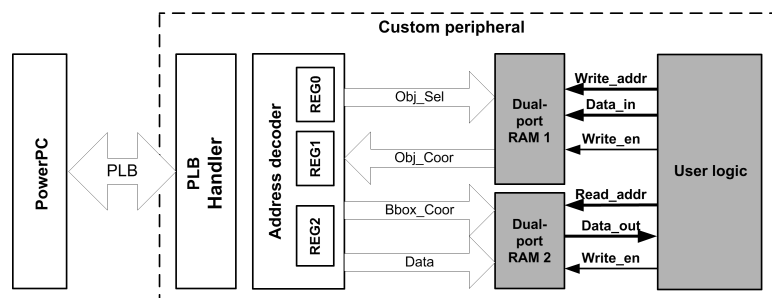 Custom peripheral
PowerPC
PLB
PLB
Handler
Address decoder
REG0
REG1
REG2
Obj_Sel
Obj_Coor
Bbox_Coor
Data
Dual-
port
RAM 1
Dual-
port
RAM 2
Write_addr
Data_in
Write_en
Read_addr
Data_out
Write_en
User logic